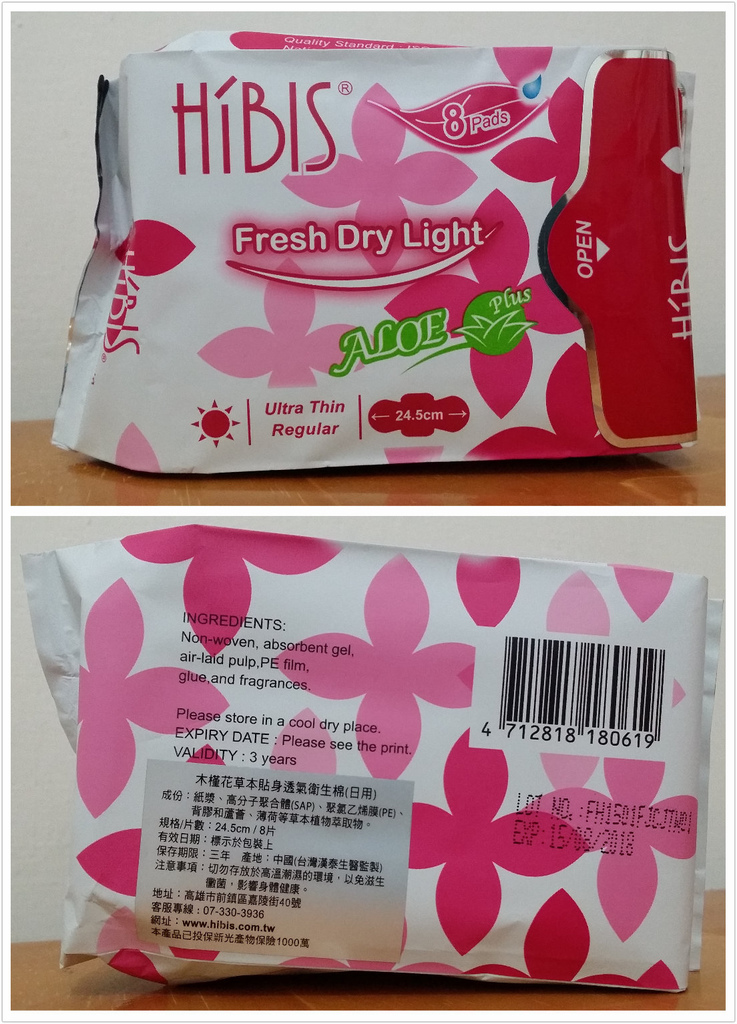 Quality Standard : ISO
HíBIS®
8 Pads
Fresh Dry Light
OPEN
ALOE Plus
HíBIS
HíBIS®
Ultra Thin
Regular
24.5cm
INGREDIENTS:
Non-woven, absorbent gel,
air-laid pulp,PE film,
glue,and fragrances.
Please store in a cool dry place.
EXPIRY DATE : Please see the print.
VALIDITY : 3 years
4 712818 180619
木槿花草本貼身透氣衛生棉(日用)
成份：紙漿、高分子聚合體(SAP)、聚氯乙烯膜(PE)、
背膠和蘆薈、薄荷等草本植物萃取物。
規格/片數：24.5cm / 8片
有效日期：標示於包裝上
保存期限：三年 產地：中國(台灣漢泰生醫監製)
注意事項：切勿存放於高溫潮濕的環境，以免滋生
黴菌，影響身體健康。
地址：高雄市前鎮區嘉陵街40號
客服專線：07-330-3936
網址：www.hibis.com.tw
本產品已投保新光產物保險1000萬
LOT NO.:
EXP:15/09/2018